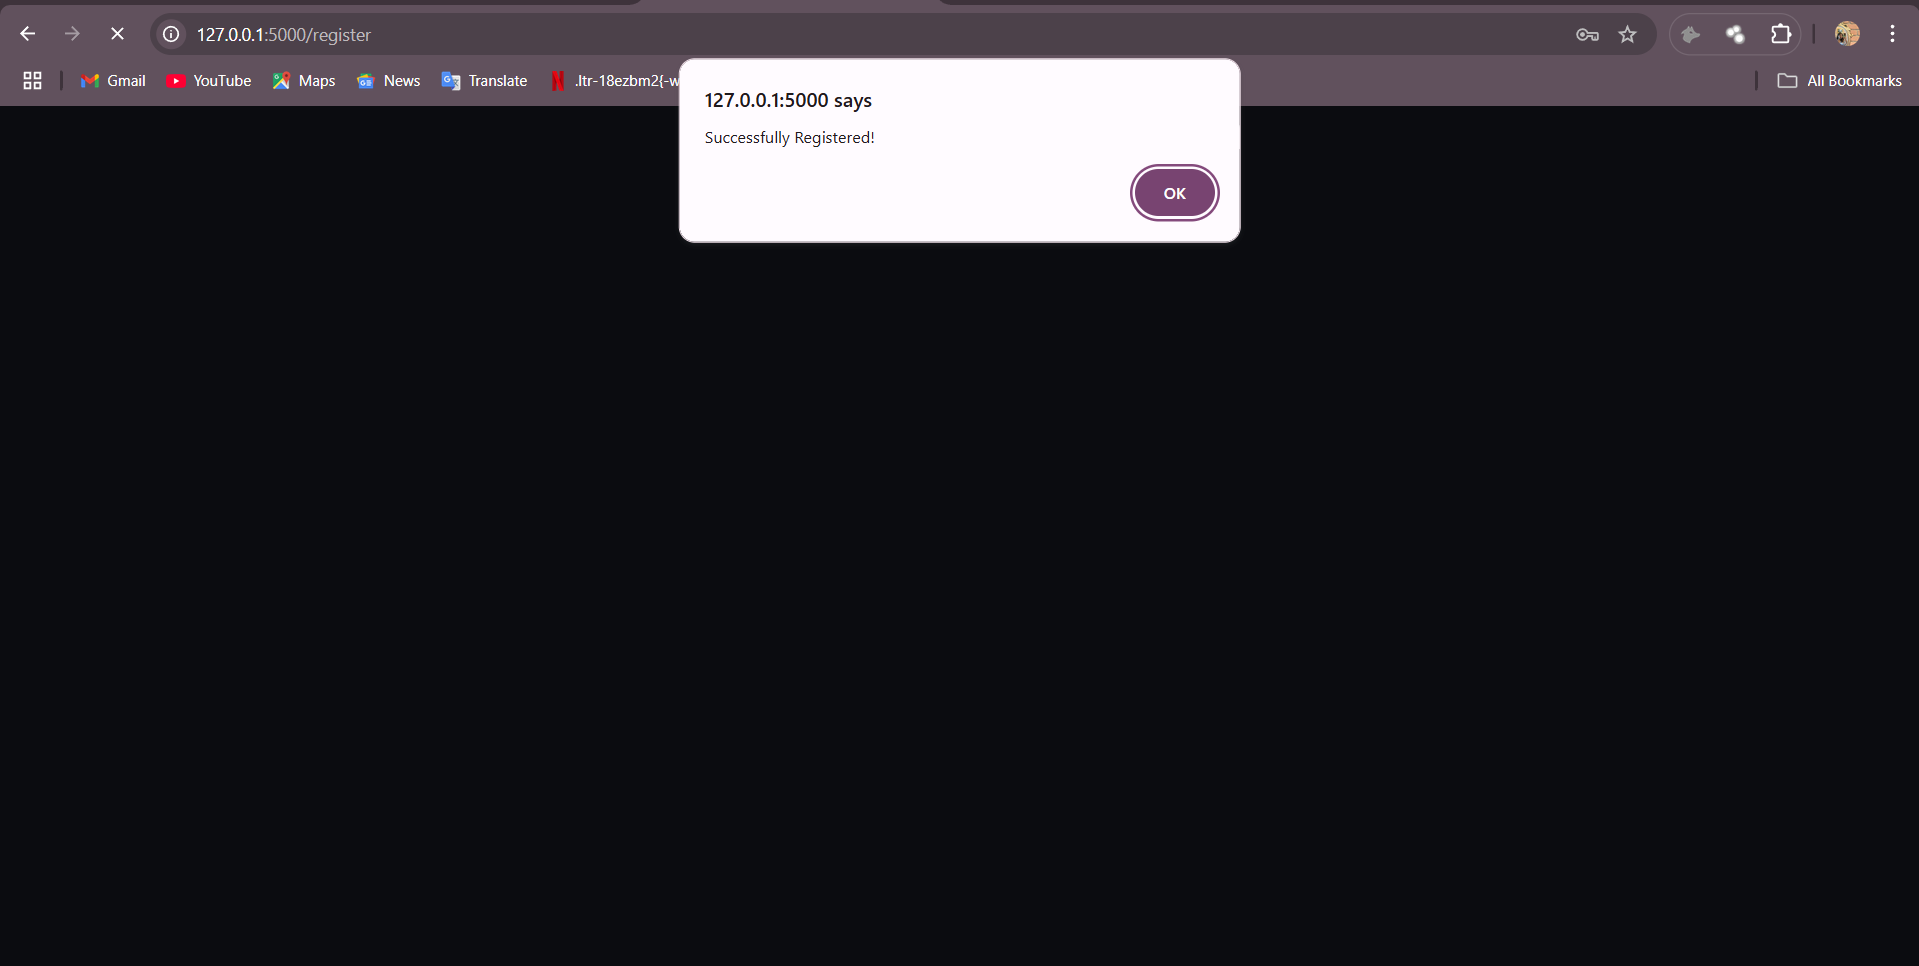 127.0.0.1:5000/register
Gmail YouTube Maps News Translate .ltr-18ezbm2{-w All Bookmarks
127.0.0.1:5000 says
Successfully Registered!
OK